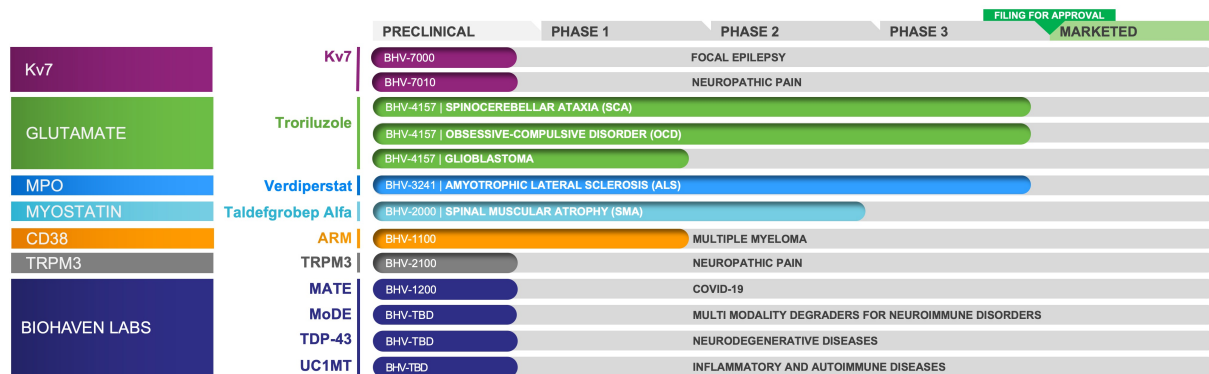 FILING FOR APPROVAL
PRECLINICAL PHASE 1 PHASE 2 PHASE 3 MARKETED
Kv7 Kv7 BHV-7000 FOCAL EPILEPSY
BHV-7010 NEUROPATHIC PAIN
GLUTAMATE Troriluzole BHV-4157 | SPINOCEREBELLAR ATAXIA (SCA)
BHV-4157 | OBSESSIVE-COMPULSIVE DISORDER (OCD)
BHV-4157 | GLIOBLASTOMA
MPO Verdiperstat BHV-3241 | AMYOTROPHIC LATERAL SCLEROSIS (ALS)
MYOSTATIN Taldefgrobep Alfa BHV-2000 | SPINAL MUSCULAR ATROPHY (SMA)
CD38 ARM BHV-1100 MULTIPLE MYELOMA
TRPM3 TRPM3 BHV-2100 NEUROPATHIC PAIN
BIOHAVEN LABS MATE BHV-1200 COVID-19
MoDE BHV-TBD MULTI MODALITY DEGRADERS FOR NEUROIMMUNE DISORDERS
TDP-43 BHV-TBD NEURODEGENERATIVE DISEASES
UC1MT BHV-TBD INFLAMMATORY AND AUTOIMMUNE DISEASES